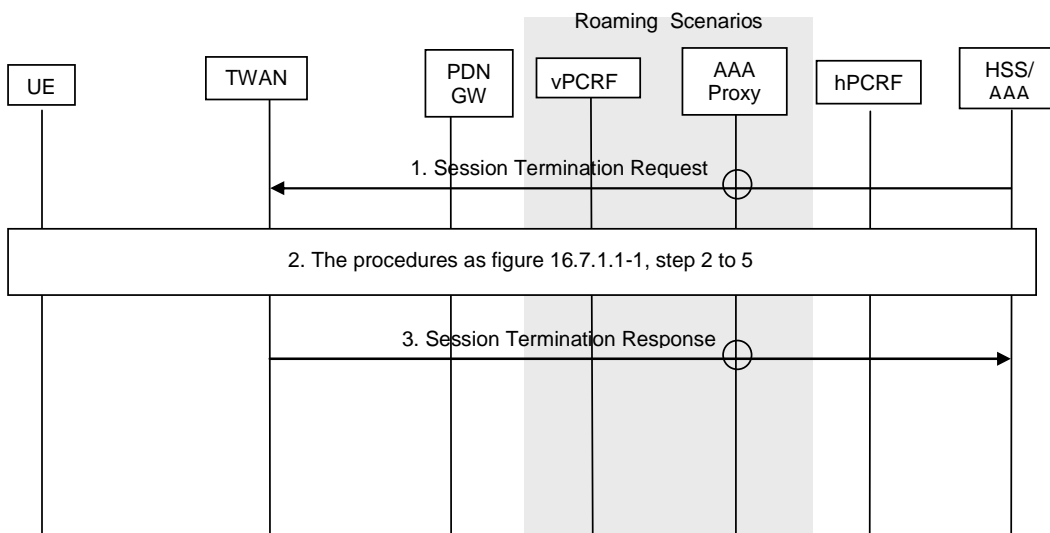 Roaming Scenarios
UE
TWAN
PDN
GW
vPCRF
AAA
Proxy
hPCRF
HSS/
AAA
1. Session Termination Request
2. The procedures as figure 16.7.1.1-1, step 2 to 5
3. Session Termination Response